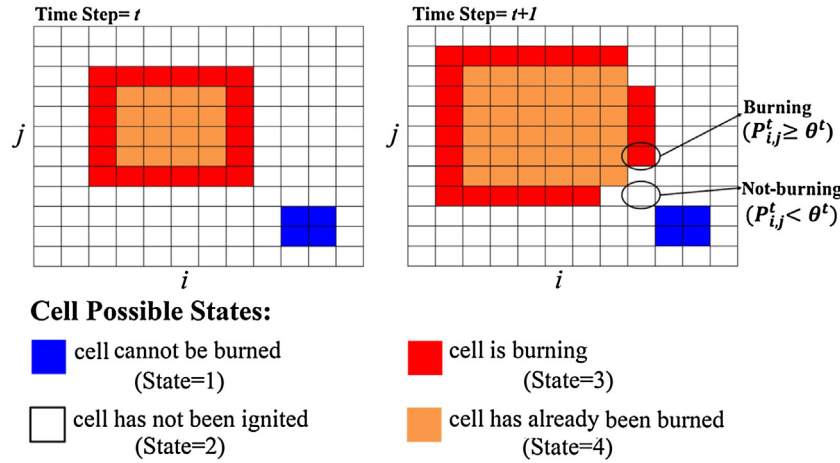 Time Step= t
Time Step= t+1
j
i
j
i
Burning
(P^t_{i,j} ≥ θ^t)
Not-burning
(P^t_{i,j} < θ^t)
Cell Possible States:
cell cannot be burned
(State=1)
cell is burning
(State=3)
cell has not been ignited
(State=2)
cell has already been burned
(State=4)